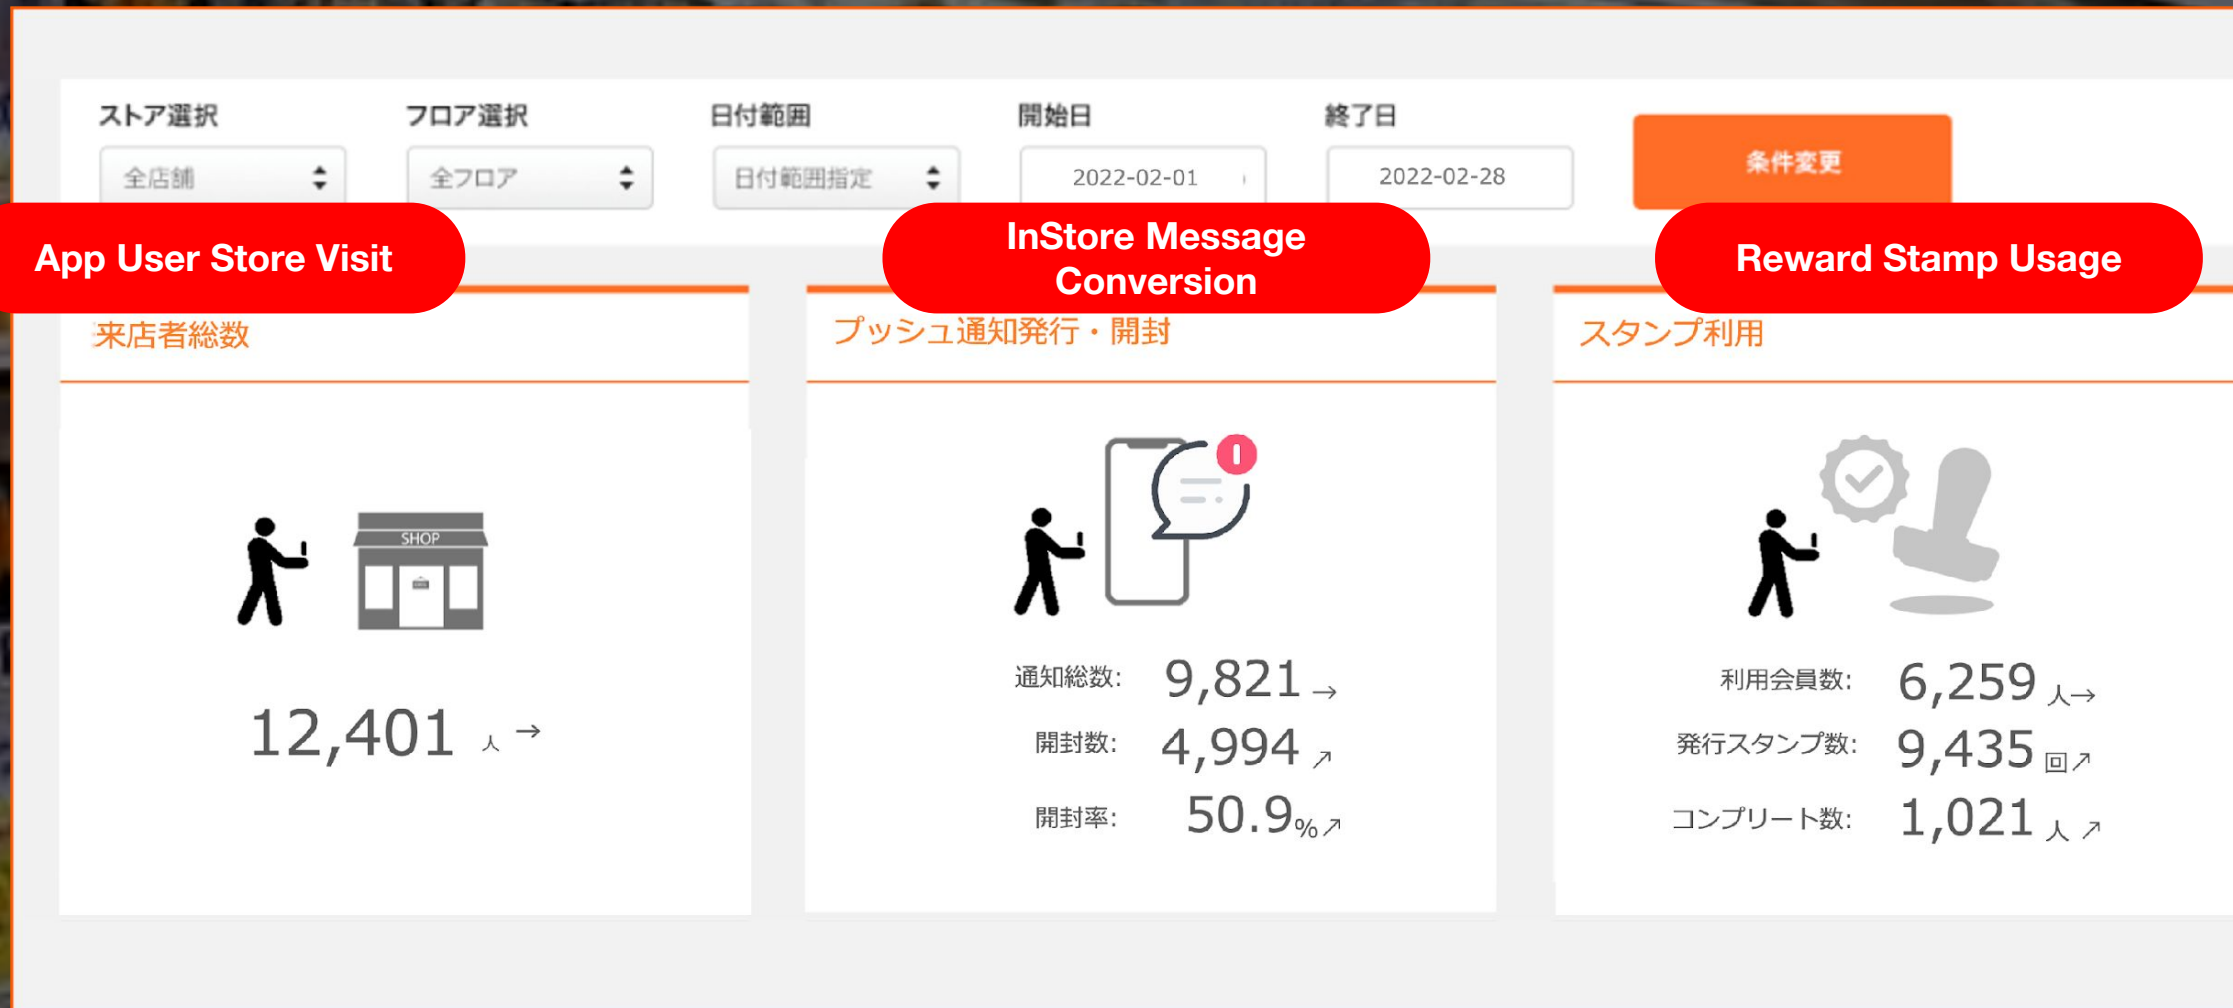 ストア選択
フロア選択
日付範囲
開始日
終了日
全店舗
全フロア
日付範囲指定
2022-02-01
2022-02-28
条件変更
App User Store Visit
InStore Message
Conversion
Reward Stamp Usage
来店者総数
プッシュ通知発行・開封
スタンプ利用
SHOP
12,401 人 →
通知総数: 9,821 →
開封数: 4,994 ↗
開封率: 50.9% ↗
利用会員数: 6,259 人→
発行スタンプ数: 9,435 回↗
コンプリート数: 1,021 人 ↗